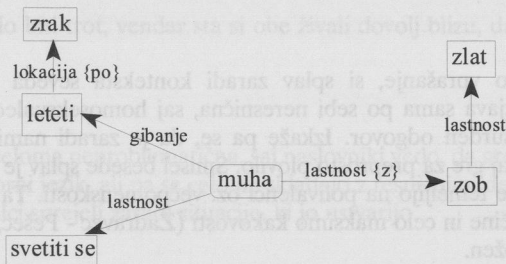 zrak
zlat
lokacija {po}
leteti
lastnost
gibanje
lastnost {z}
muha
zob
lastnost
svetiti se